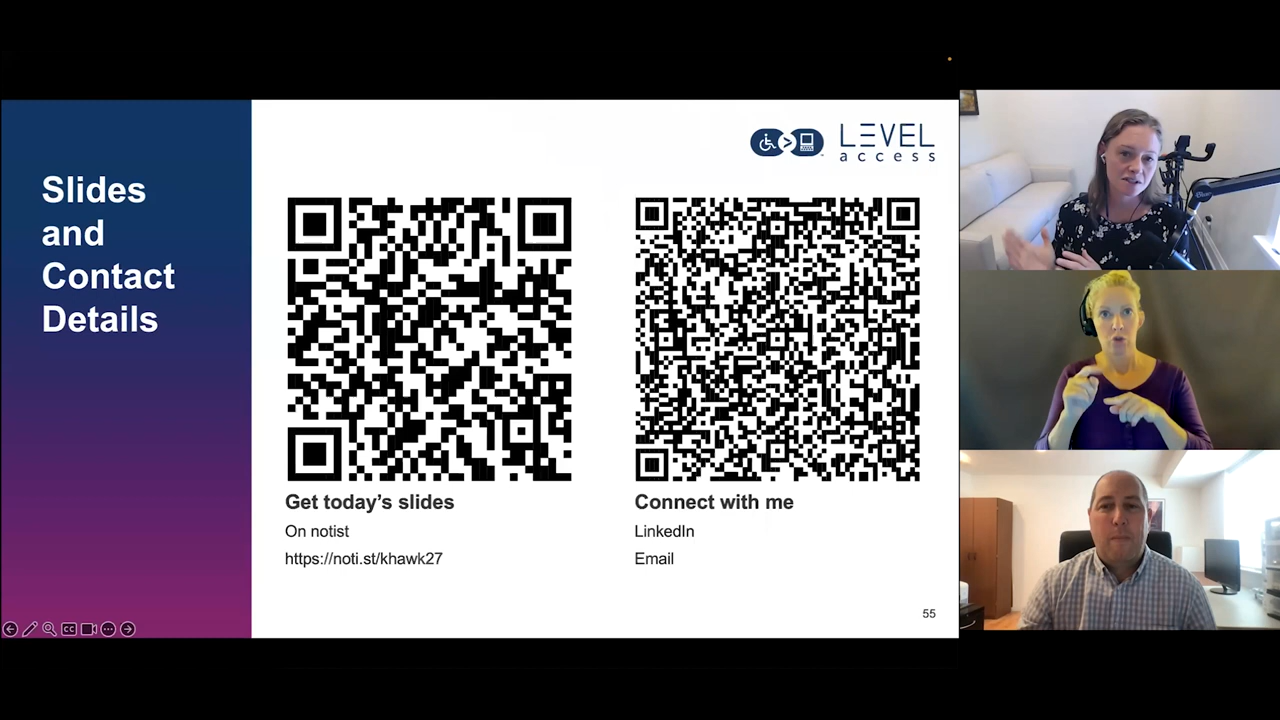 Slides
and
Contact
Details
LEVEL
access
Get today’s slides
On notist
https://noti.st/khawk27
Connect with me
LinkedIn
Email
55
CC